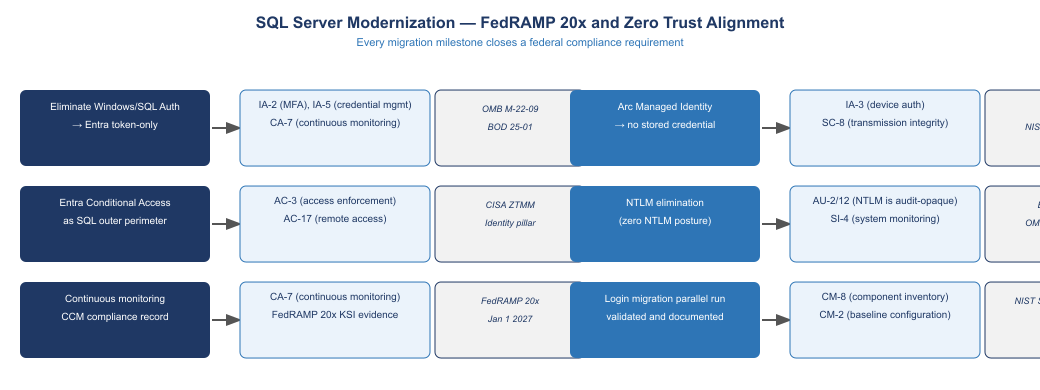 SQL Server Modernization — FedRAMP 20x and Zero Trust Alignment
Every migration milestone closes a federal compliance requirement
Eliminate Windows/SQL Auth
→ Entra token-only
IA-2 (MFA), IA-5 (credential mgmt)
CA-7 (continuous monitoring)
OMB M-22-09
BOD 25-01
Arc Managed Identity
→ no stored credential
IA-3 (device auth)
SC-8 (transmission integrity)
NIS
Entra Conditional Access
as SQL outer perimeter
AC-3 (access enforcement)
AC-17 (remote access)
CISA ZTMM
Identity pillar
NTLM elimination
(zero NTLM posture)
AU-2/12 (NTLM is audit-opaque)
SI-4 (system monitoring)
OM
Continuous monitoring
CCM compliance record
CA-7 (continuous monitoring)
FedRAMP 20x KSI evidence
FedRAMP 20x
Jan 1 2027
Login migration parallel run
validated and documented
CM-8 (component inventory)
CM-2 (baseline configuration)
NIST S